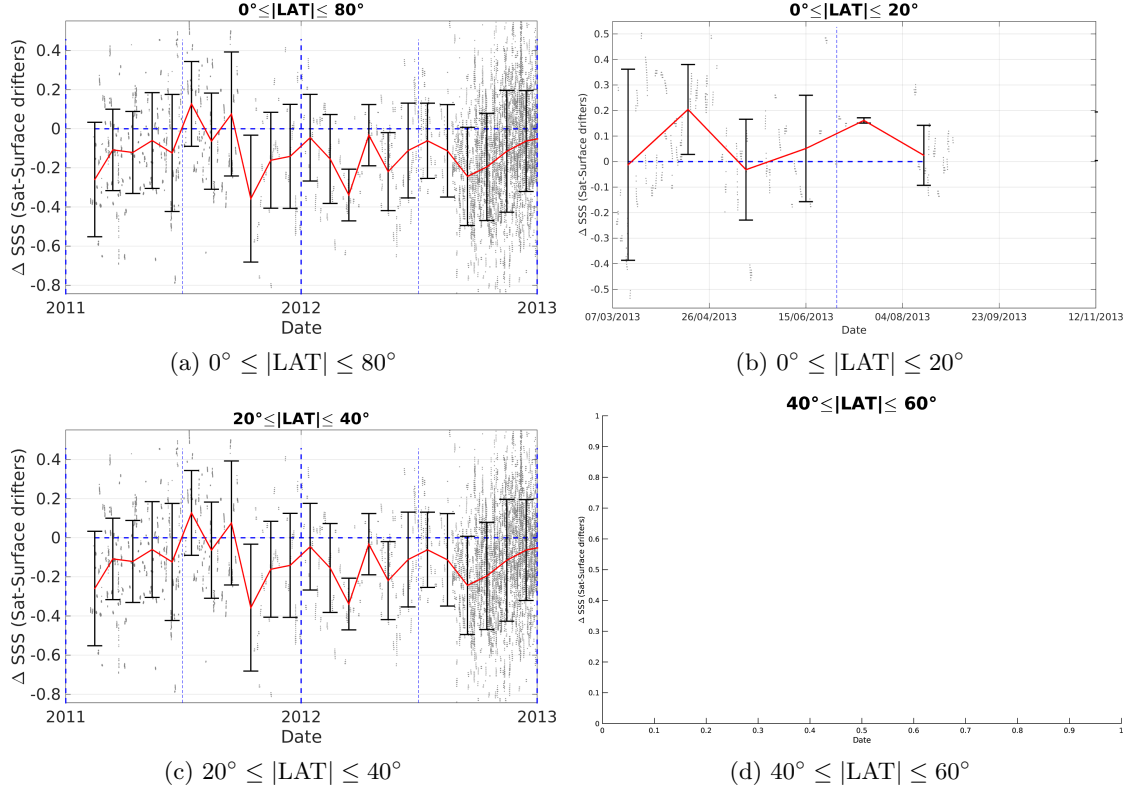 0°≤|LAT|≤ 80°
Δ SSS (Sat-Surface drifters)
0.4
0.2
0
-0.2
-0.4
-0.6
-0.8
2011 2012 2013
Date
(a) 0° ≤ |LAT| ≤ 80°
0°≤|LAT|≤ 20°
Δ SSS (Sat-Surface drifters)
0.5
0.4
0.3
0.2
0.1
0
-0.1
-0.2
-0.3
-0.4
-0.5
07/03/2013 26/04/2013 15/06/2013 04/08/2013 23/09/2013 12/11/2013
Date
(b) 0° ≤ |LAT| ≤ 20°
20°≤|LAT|≤ 40°
Δ SSS (Sat-Surface drifters)
0.4
0.2
0
-0.2
-0.4
-0.6
-0.8
2011 2012 2013
Date
(c) 20° ≤ |LAT| ≤ 40°
40°≤|LAT|≤ 60°
Δ SSS (Sat-Surface drifters)
1
0.9
0.8
0.7
0.6
0.5
0.4
0.3
0.2
0.1
0
0 0.1 0.2 0.3 0.4 0.5 0.6 0.7 0.8 0.9 1
Date
(d) 40° ≤ |LAT| ≤ 60°